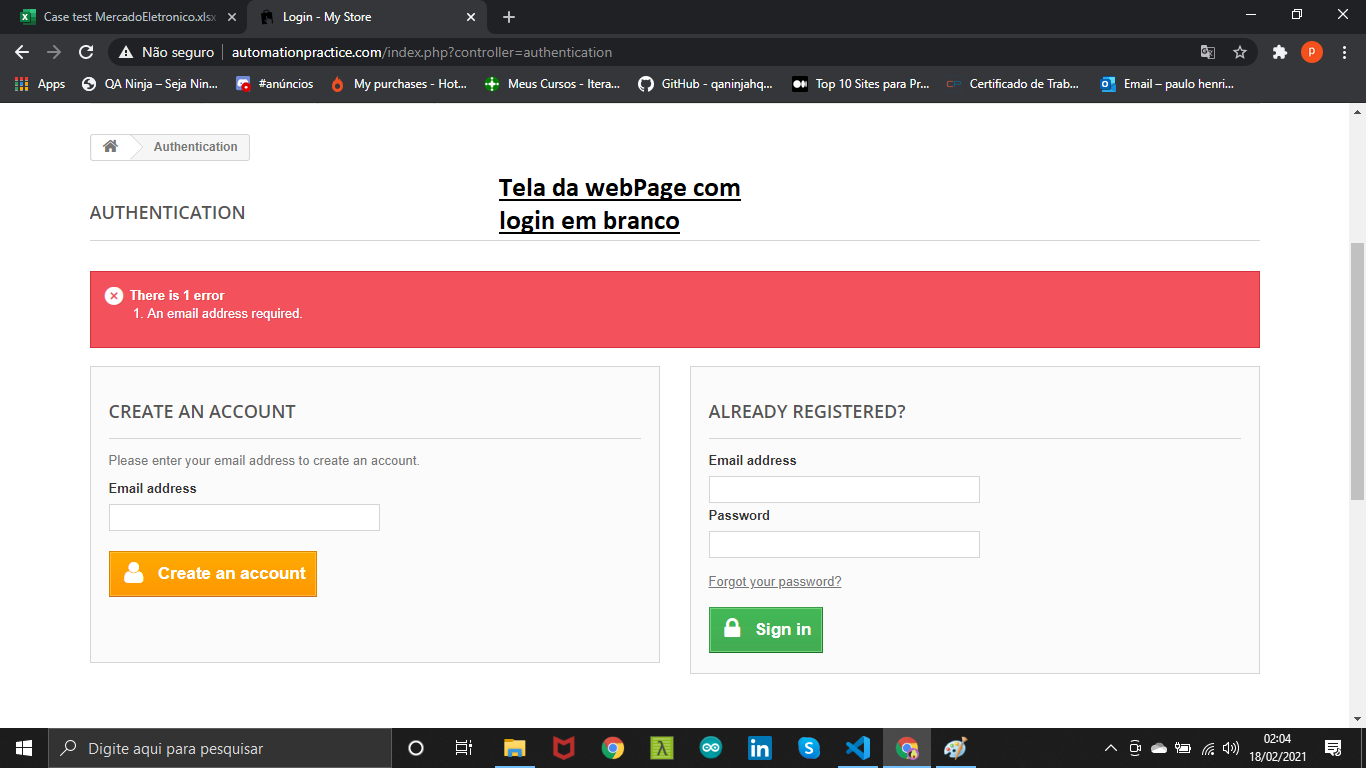 Case test MercadoEletronico.xlsx
Login - My Store
Não seguro
automationpractice.com/index.php?controller=authentication
p
Apps
QA Ninja – Seja Nin...
#anúncios
My purchases - Hot...
Meus Cursos - Itera...
GitHub - qaninjahq...
Top 10 Sites para Pr...
Certificado de Trab...
Email – paulo henri...
Authentication
Tela da webPage com
login em branco
AUTHENTICATION
There is 1 error
1. An email address required.
CREATE AN ACCOUNT
Please enter your email address to create an account.
Email address
Create an account
ALREADY REGISTERED?
Email address
Password
Forgot your password?
Sign in
Digite aqui para pesquisar
02:04
18/02/2021